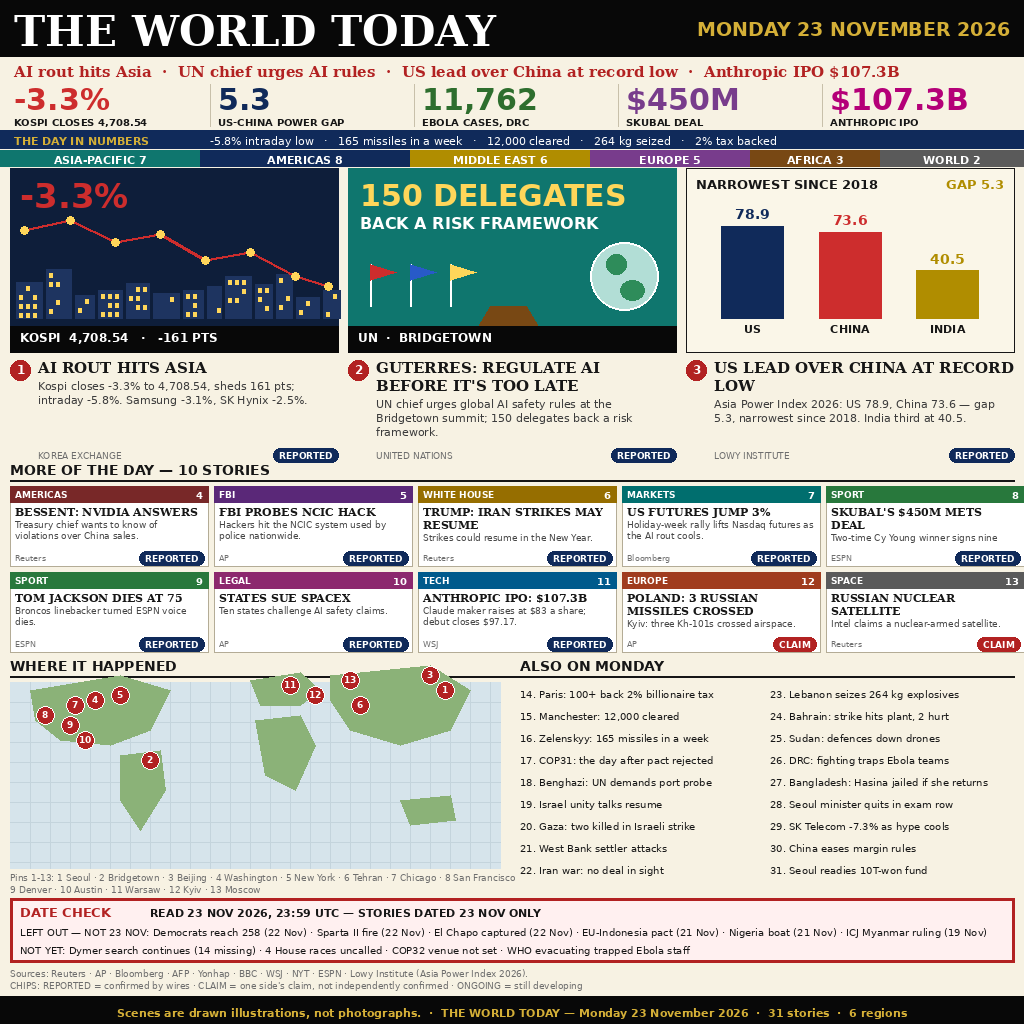 THE WORLD TODAY
MONDAY 23 NOVEMBER 2026
AI rout hits Asia · UN chief urges AI rules · US lead over China at record low · Anthropic IPO $107.3B
-3.3%
KOSPI CLOSES 4,708.54
5.3
US-CHINA POWER GAP
11,762
EBOLA CASES, DRC
$450M
SKUBAL DEAL
$107.3B
ANTHROPIC IPO
THE DAY IN NUMBERS
-5.8% intraday low · 165 missiles in a week · 12,000 cleared · 264 kg seized · 2% tax backed
ASIA-PACIFIC 7
AMERICAS 8
MIDDLE EAST 6
EUROPE 5
AFRICA 3
WORLD 2
-3.3%
KOSPI 4,708.54 · -161 PTS
150 DELEGATES
BACK A RISK FRAMEWORK
UN · BRIDGETOWN
NARROWEST SINCE 2018
GAP 5.3
78.9
73.6
40.5
US
CHINA
INDIA
1
AI ROUT HITS ASIA
Kospi closes -3.3% to 4,708.54, sheds 161 pts;
intraday -5.8%. Samsung -3.1%, SK Hynix -2.5%.
KOREA EXCHANGE
REPORTED
2
GUTERRES: REGULATE AI
BEFORE IT'S TOO LATE
UN chief urges global AI safety rules at the
Bridgetown summit; 150 delegates back a risk
framework.
UNITED NATIONS
REPORTED
3
US LEAD OVER CHINA AT RECORD
LOW
Asia Power Index 2026: US 78.9, China 73.6 — gap
5.3, narrowest since 2018. India third at 40.5.
LOWY INSTITUTE
REPORTED
MORE OF THE DAY — 10 STORIES
AMERICAS 4
BESSENT: NVIDIA ANSWERS
Treasury chief wants to know of
violations over China sales.
Reuters
REPORTED
FBI 5
FBI PROBES NCIC HACK
Hackers hit the NCIC system used by
police nationwide.
AP
REPORTED
WHITE HOUSE 6
TRUMP: IRAN STRIKES MAY
RESUME
Strikes could resume in the New Year.
Reuters
REPORTED
MARKETS 7
US FUTURES JUMP 3%
Holiday-week rally lifts Nasdaq futures as
the AI rout cools.
Bloomberg
REPORTED
SPORT 8
SKUBAL'S $450M METS
DEAL
Two-time Cy Young winner signs nine
ESPN
REPORTED
SPORT 9
TOM JACKSON DIES AT 75
Broncos linebacker turned ESPN voice
dies.
ESPN
REPORTED
LEGAL 10
STATES SUE SPACEX
Ten states challenge AI safety claims.
AP
REPORTED
TECH 11
ANTHROPIC IPO: $107.3B
Claude maker raises at $83 a share;
debut closes $97.17.
WSJ
REPORTED
EUROPE 12
POLAND: 3 RUSSIAN
MISSILES CROSSED
Kyiv: three Kh-101s crossed airspace.
AP
CLAIM
SPACE 13
RUSSIAN NUCLEAR
SATELLITE
Intel claims a nuclear-armed satellite.
Reuters
CLAIM
WHERE IT HAPPENED
8
7
4
5
9
10
2
11
12
13
6
3
1
Pins 1-13: 1 Seoul · 2 Bridgetown · 3 Beijing · 4 Washington · 5 New York · 6 Tehran · 7 Chicago · 8 San Francisco
9 Denver · 10 Austin · 11 Warsaw · 12 Kyiv · 13 Moscow
ALSO ON MONDAY
14. Paris: 100+ back 2% billionaire tax
15. Manchester: 12,000 cleared
16. Zelenskyy: 165 missiles in a week
17. COP31: the day after pact rejected
18. Benghazi: UN demands port probe
19. Israel unity talks resume
20. Gaza: two killed in Israeli strike
21. West Bank settler attacks
22. Iran war: no deal in sight
23. Lebanon seizes 264 kg explosives
24. Bahrain: strike hits plant, 2 hurt
25. Sudan: defences down drones
26. DRC: fighting traps Ebola teams
27. Bangladesh: Hasina jailed if she returns
28. Seoul minister quits in exam row
29. SK Telecom -7.3% as hype cools
30. China eases margin rules
31. Seoul readies 10T-won fund
DATE CHECK
READ 23 NOV 2026, 23:59 UTC — STORIES DATED 23 NOV ONLY
LEFT OUT — NOT 23 NOV: Democrats reach 258 (22 Nov) · Sparta II fire (22 Nov) · El Chapo captured (22 Nov) · EU-Indonesia pact (21 Nov) · Nigeria boat (21 Nov) · ICJ Myanmar ruling (19 Nov)
NOT YET: Dymer search continues (14 missing) · 4 House races uncalled · COP32 venue not set · WHO evacuating trapped Ebola staff
Sources: Reuters · AP · Bloomberg · AFP · Yonhap · BBC · WSJ · NYT · ESPN · Lowy Institute (Asia Power Index 2026).
CHIPS: REPORTED = confirmed by wires · CLAIM = one side's claim, not independently confirmed · ONGOING = still developing
Scenes are drawn illustrations, not photographs. · THE WORLD TODAY — Monday 23 November 2026 · 31 stories · 6 regions